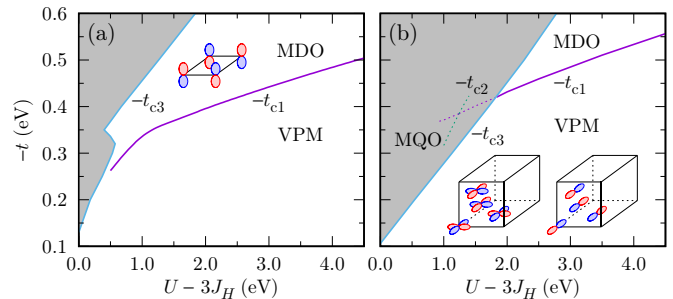 (a)
MDO
−t_c3
−t_c1
VPM
−t (eV)
0.6
0.5
0.4
0.3
0.2
0.1
0.0 1.0 2.0 3.0 4.0
U − 3J_H (eV)
(b)
MDO
−t_c2
−t_c1
MQO
−t_c3
VPM
0.0 1.0 2.0 3.0 4.0
U − 3J_H (eV)